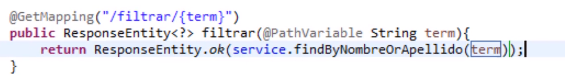 @GetMapping("/filtrar/{term}")
public ResponseEntity<?> filtrar(@PathVariable String term){
return ResponseEntity.ok(service.findByNombreOrApellido(term));
}